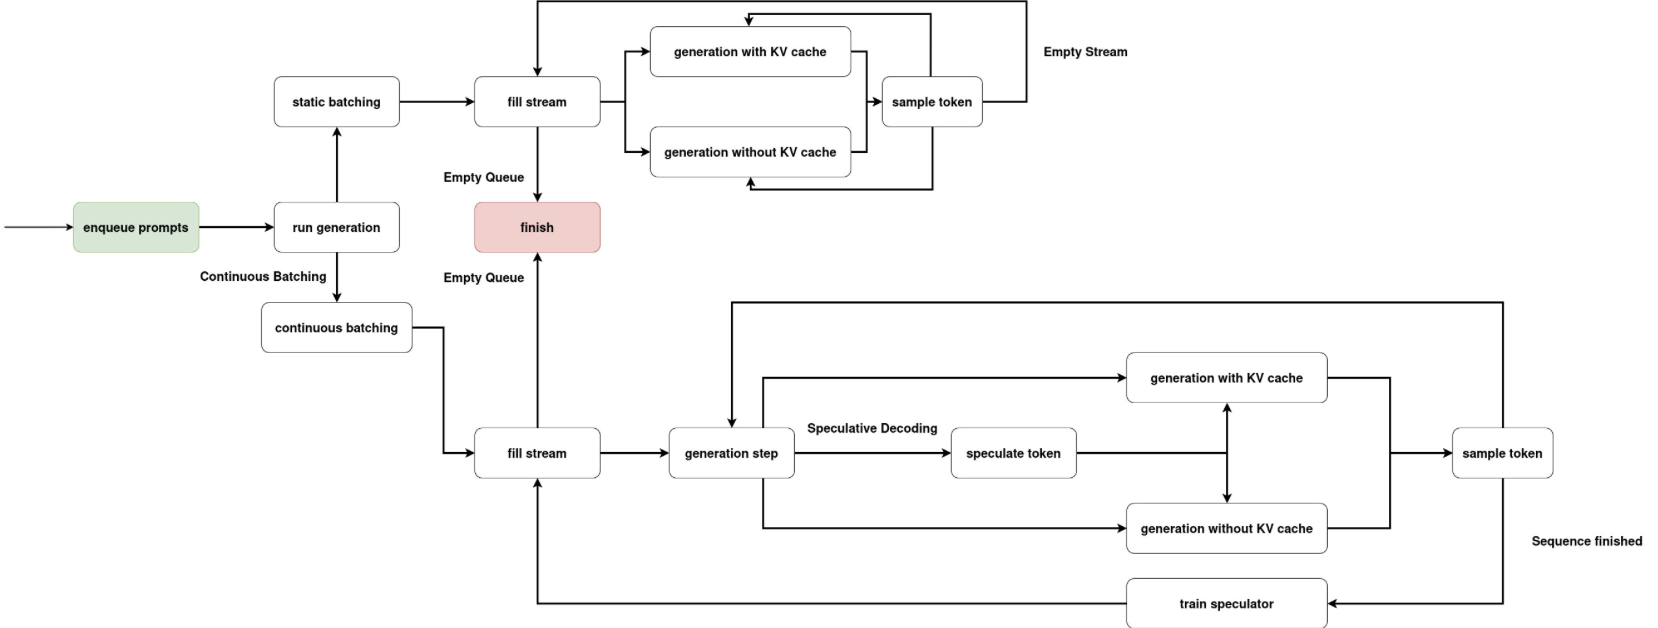 generation with KV cache
Empty Stream
static batching
fill stream
sample token
generation without KV cache
Empty Queue
enqueue prompts
run generation
finish
Continuous Batching
Empty Queue
continuous batching
generation with KV cache
Speculative Decoding
fill stream
generation step
speculate token
sample token
generation without KV cache
Sequence finished
train speculator